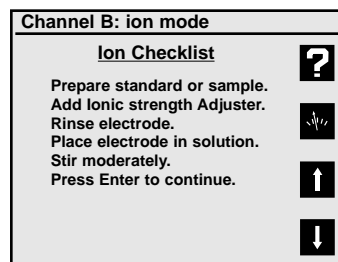 Channel B: ion mode
Ion Checklist
Prepare standard or sample.
Add Ionic strength Adjuster.
Rinse electrode.
Place electrode in solution.
Stir moderately.
Press Enter to continue.
?